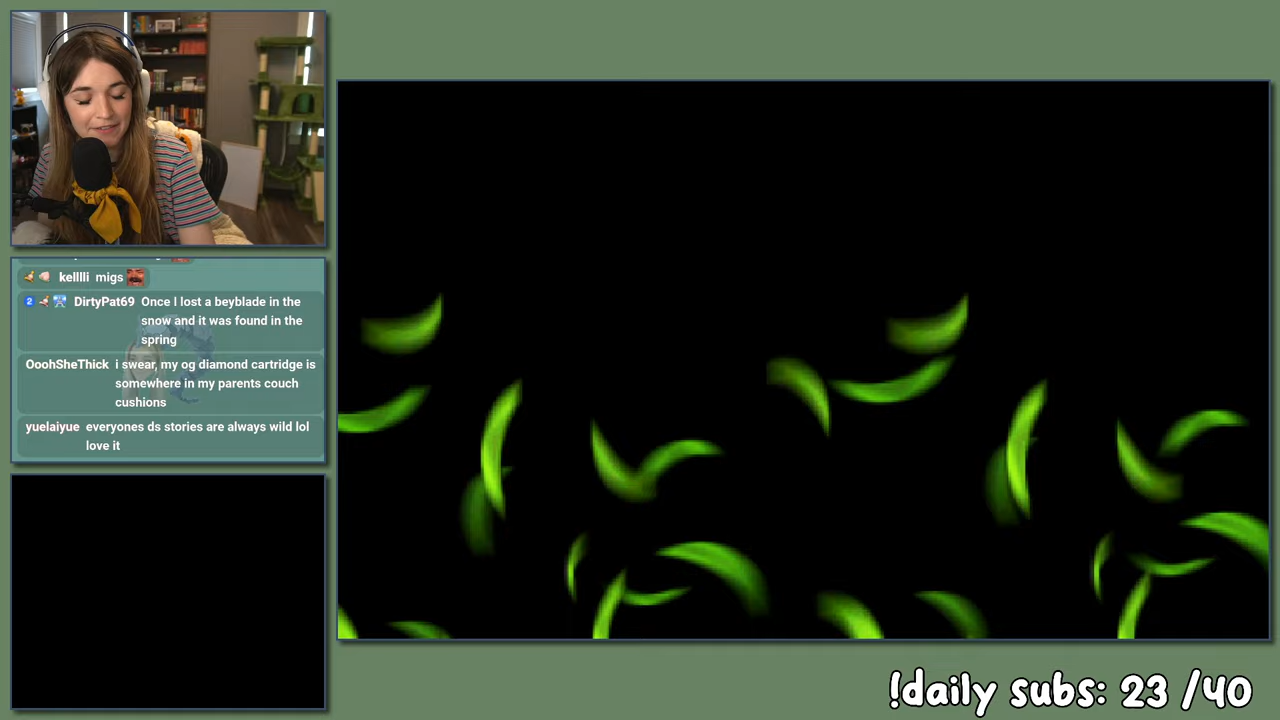 kelllli migs
2 DirtyPat69 Once I lost a beyblade in the
snow and it was found in the
spring
OoohSheThick i swear, my og diamond cartridge is
somewhere in my parents couch
cushions
yuelaiyue everyones ds stories are always wild lol
love it
!daily subs: 23 /40